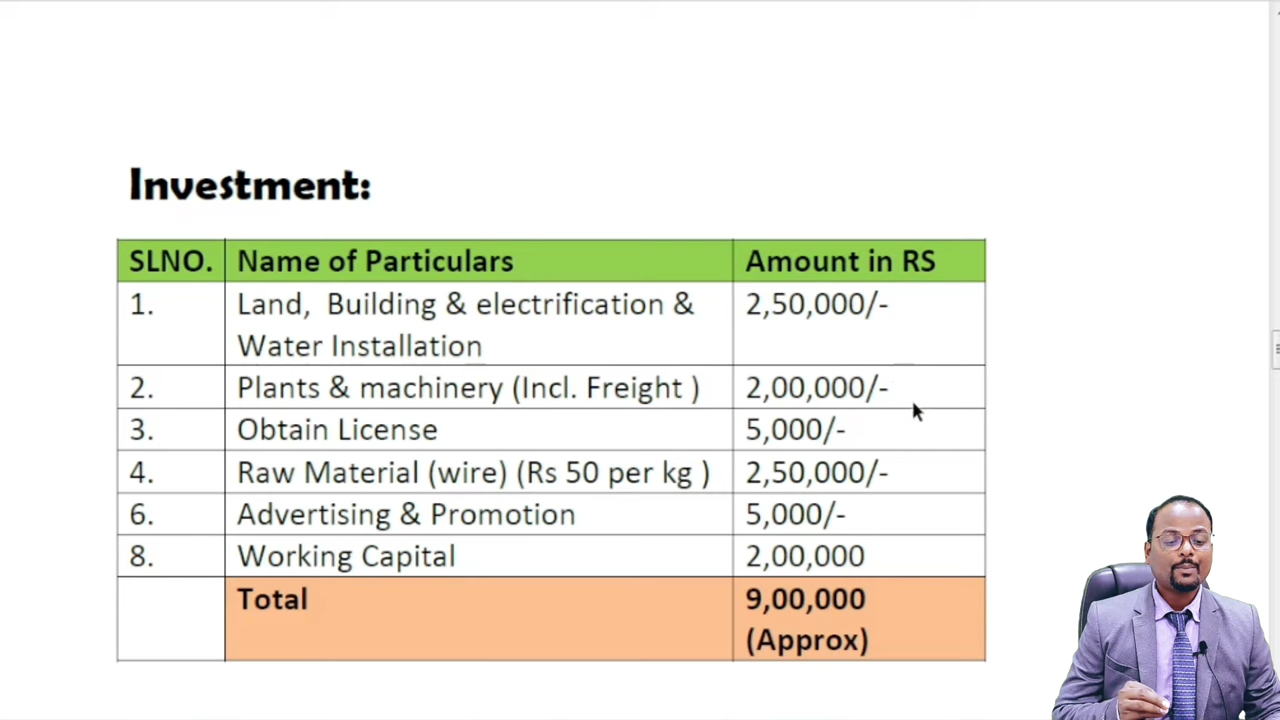 Investment:
SLNO. Name of Particulars Amount in RS
1. Land, Building & electrification & 2,50,000/-
Water Installation
2. Plants & machinery (Incl. Freight ) 2,00,000/-
3. Obtain License 5,000/-
4. Raw Material (wire) (Rs 50 per kg ) 2,50,000/-
6. Advertising & Promotion 5,000/-
8. Working Capital 2,00,000
Total 9,00,000
(Approx)